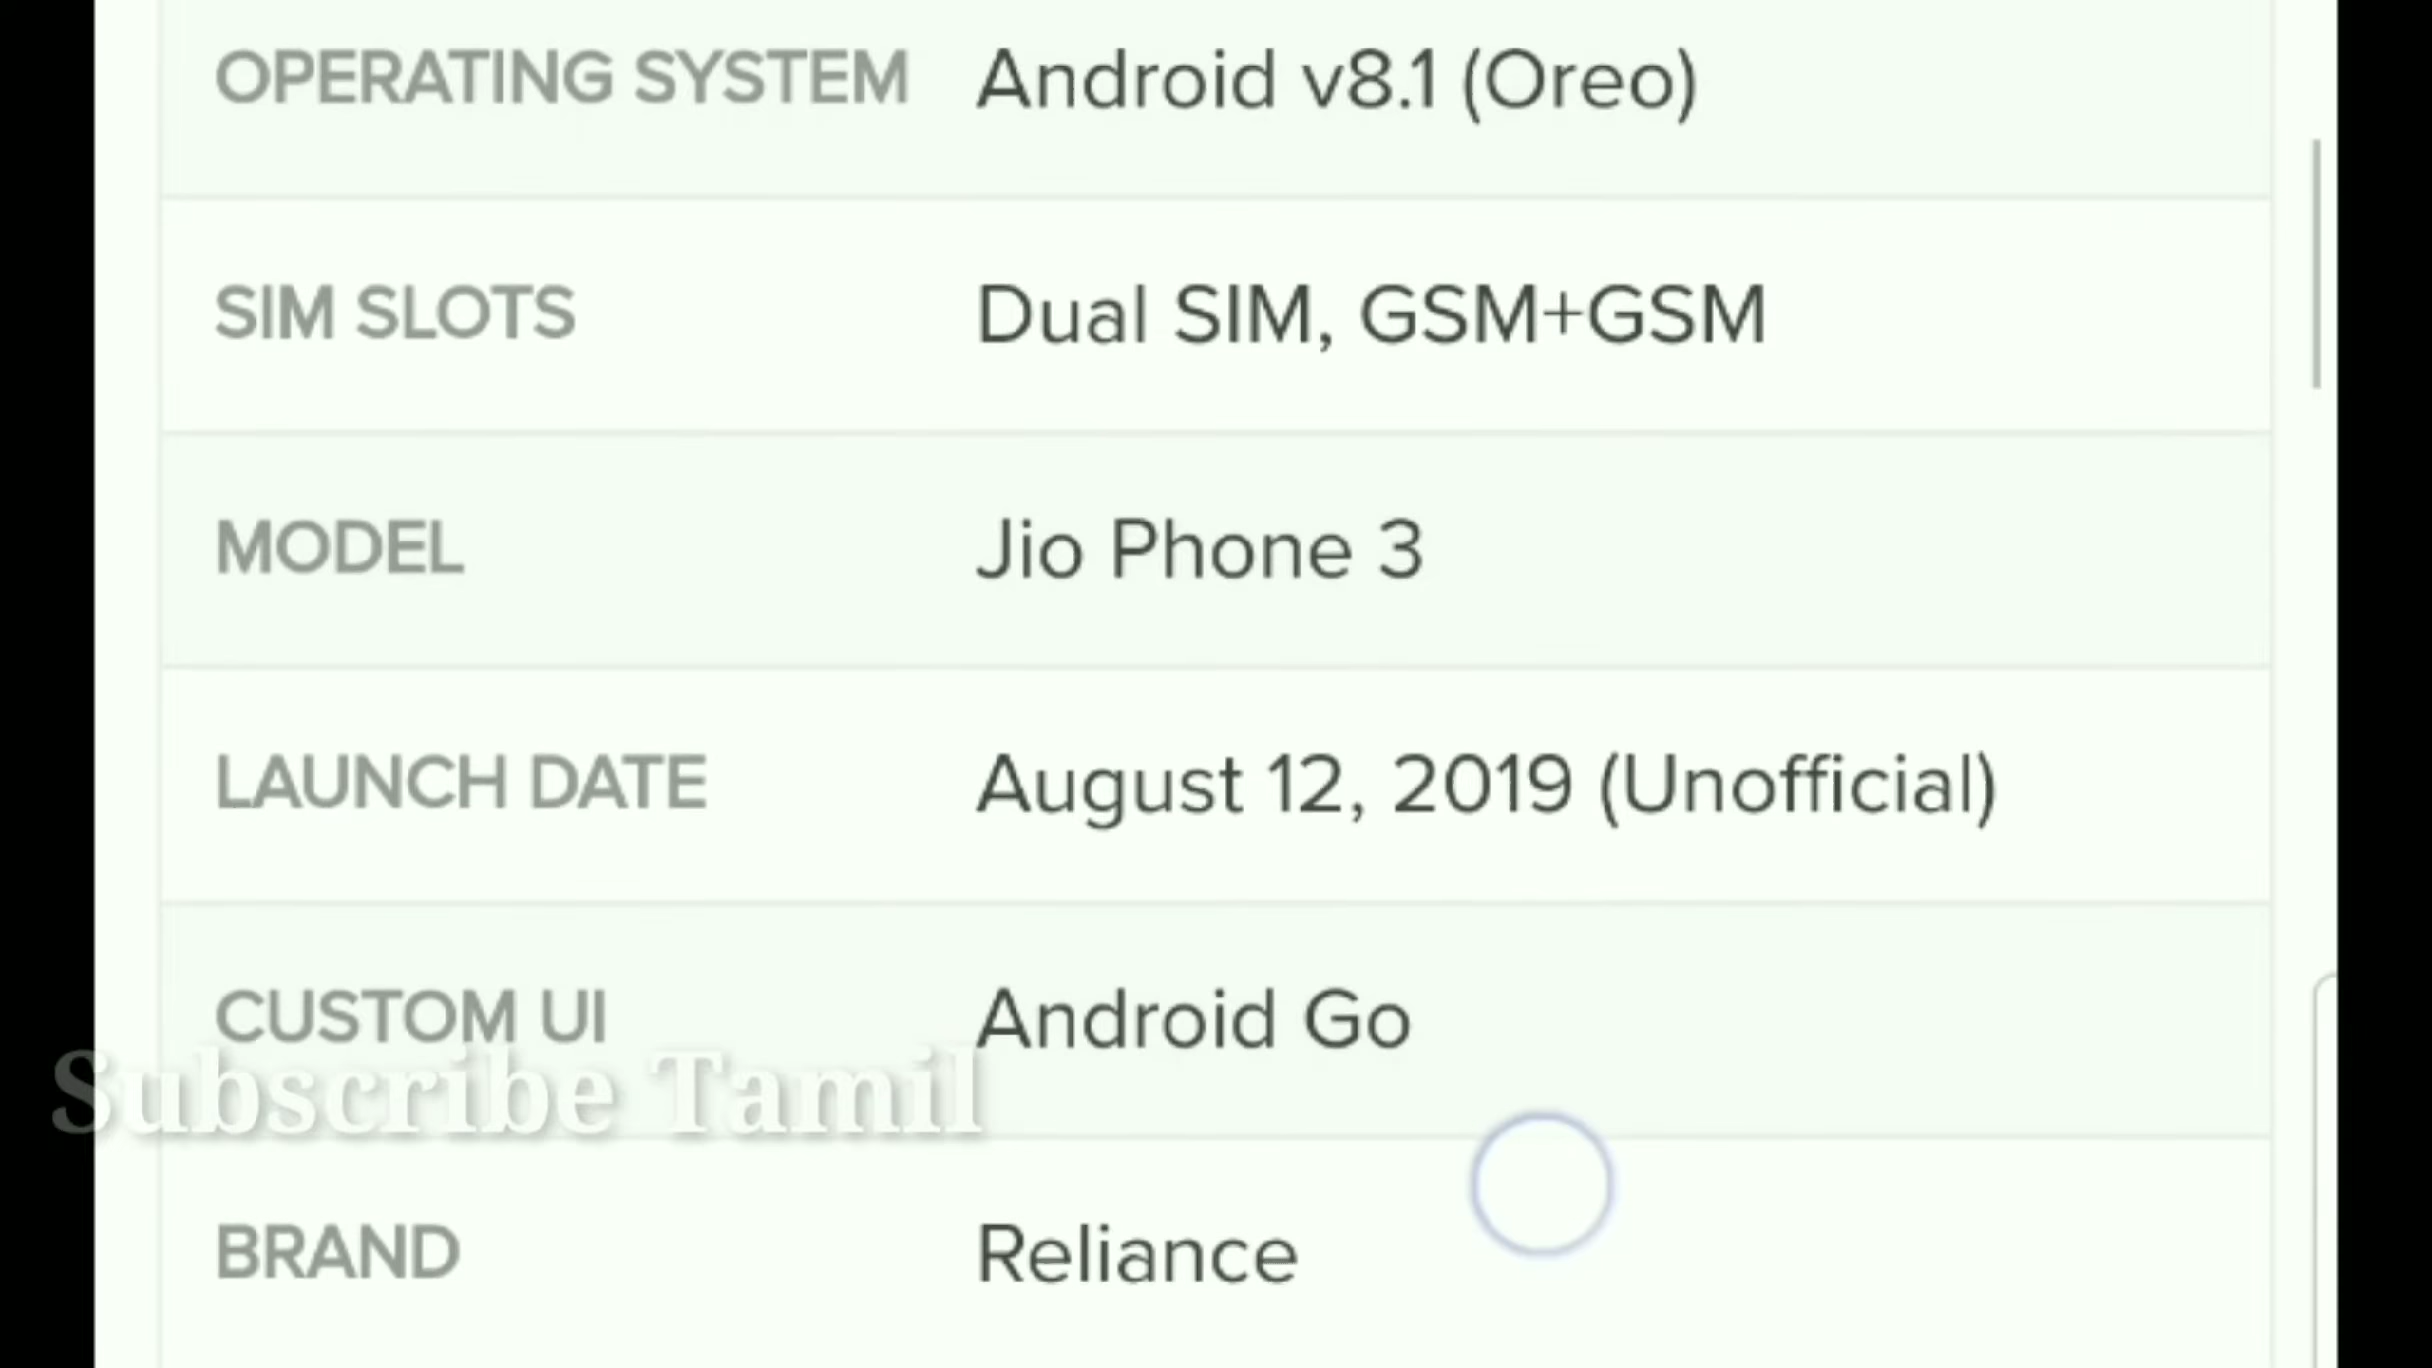 OPERATING SYSTEM Android v8.1 (Oreo)
SIM SLOTS Dual SIM, GSM+GSM
MODEL Jio Phone 3
LAUNCH DATE August 12, 2019 (Unofficial)
CUSTOM UI Android Go
Subscribe Tamil
BRAND Reliance